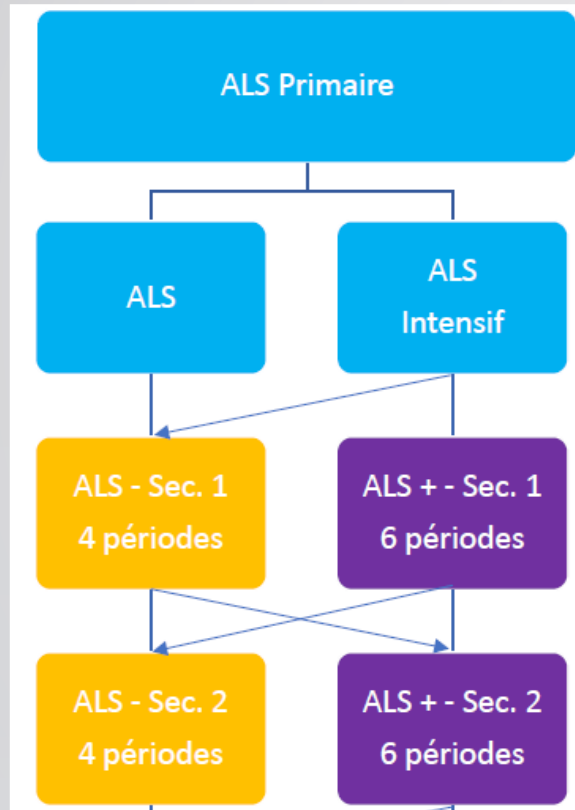 ALS Primaire
ALS
ALS
Intensif
ALS - Sec. 1
4 périodes
ALS + - Sec. 1
6 périodes
ALS - Sec. 2
4 périodes
ALS + - Sec. 2
6 périodes